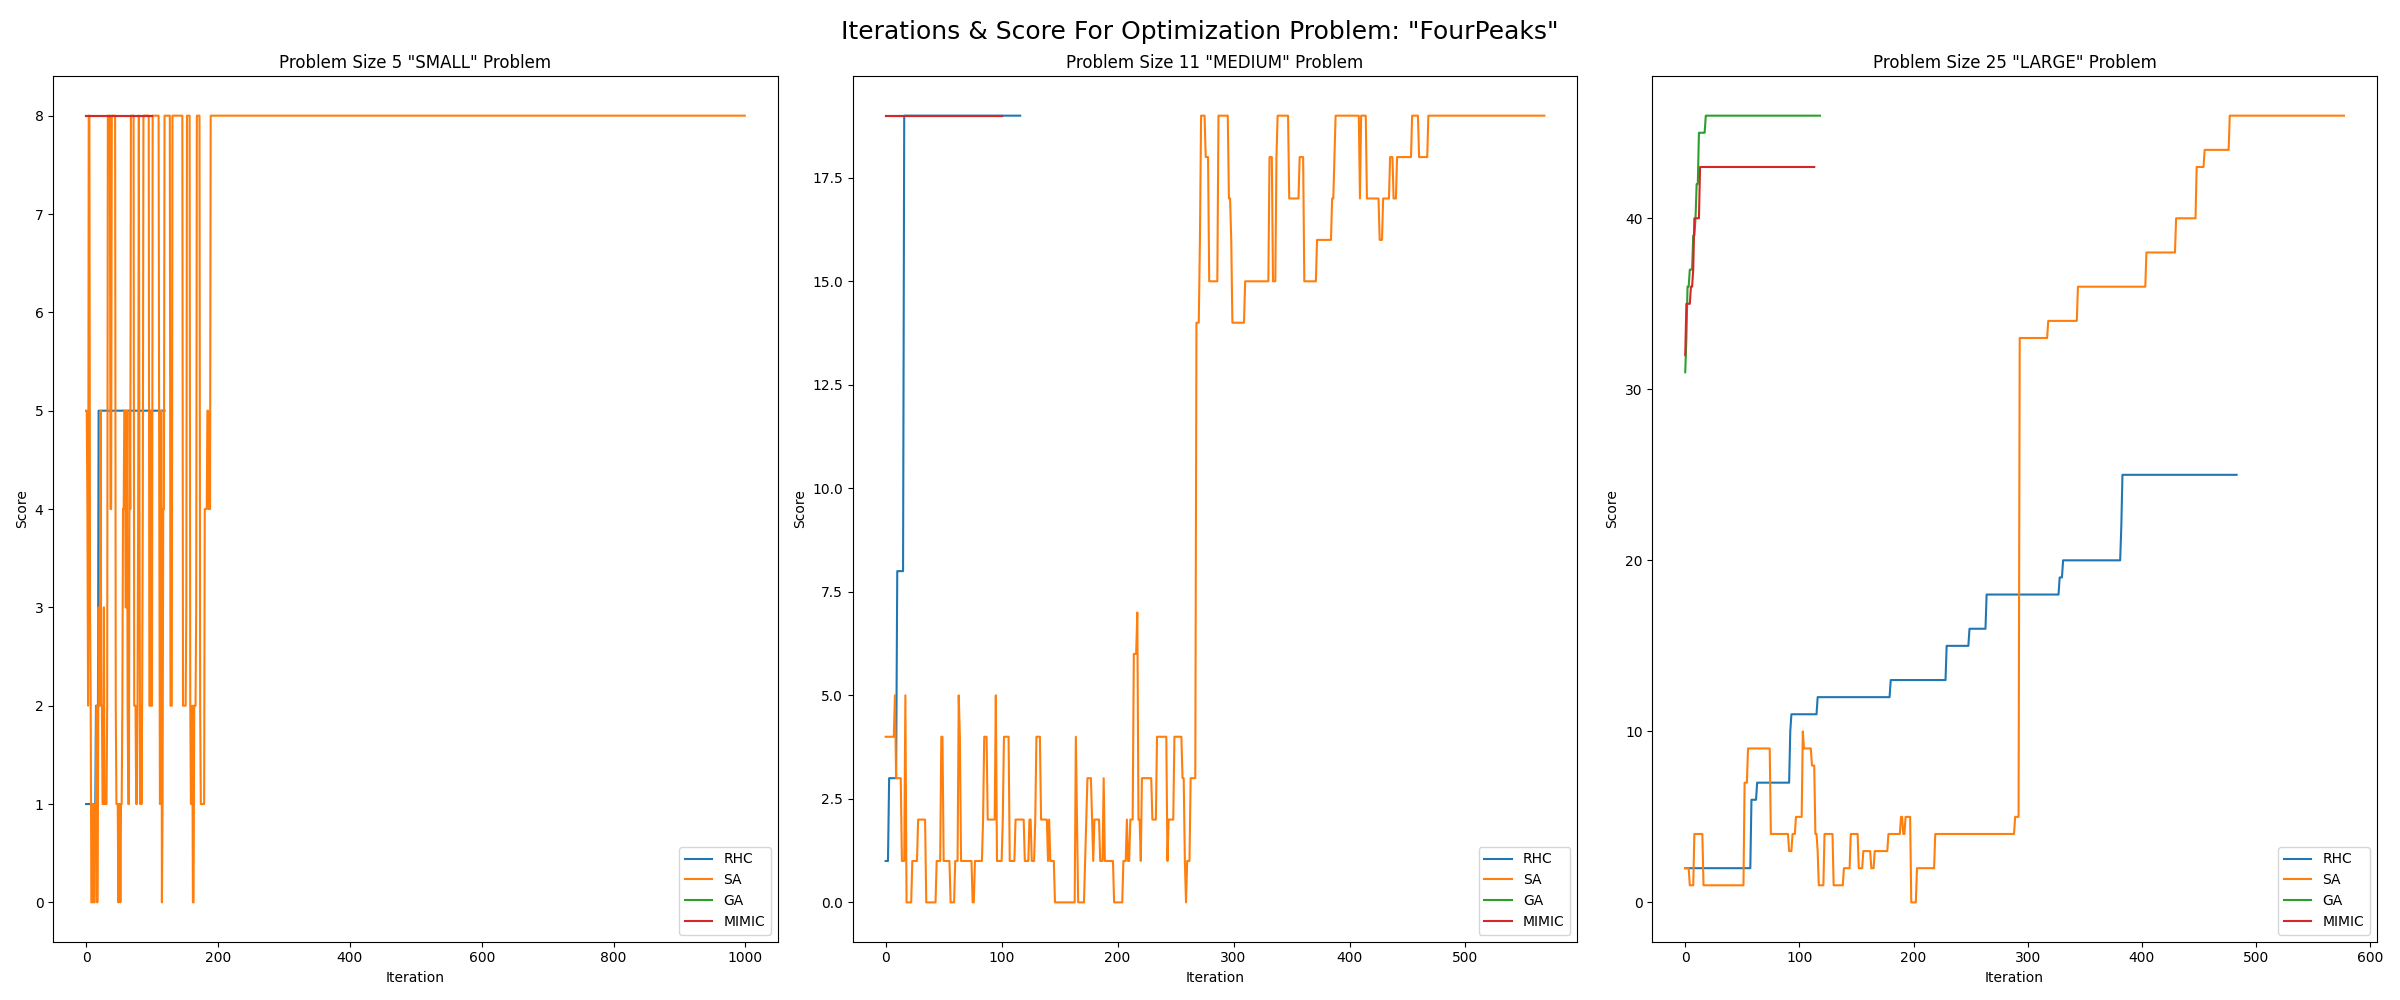 Iterations & Score For Optimization Problem: "FourPeaks"
Problem Size 5 "SMALL" Problem
8
7
6
5
4
3
2
1
0
Score
0 200 400 600 800 1000
Iteration
RHC
SA
GA
MIMIC
Problem Size 11 "MEDIUM" Problem
17.5
15.0
12.5
10.0
7.5
5.0
2.5
0.0
Score
0 100 200 300 400 500
Iteration
RHC
SA
GA
MIMIC
Problem Size 25 "LARGE" Problem
40
30
20
10
0
Score
0 100 200 300 400 500 600
Iteration
RHC
SA
GA
MIMIC